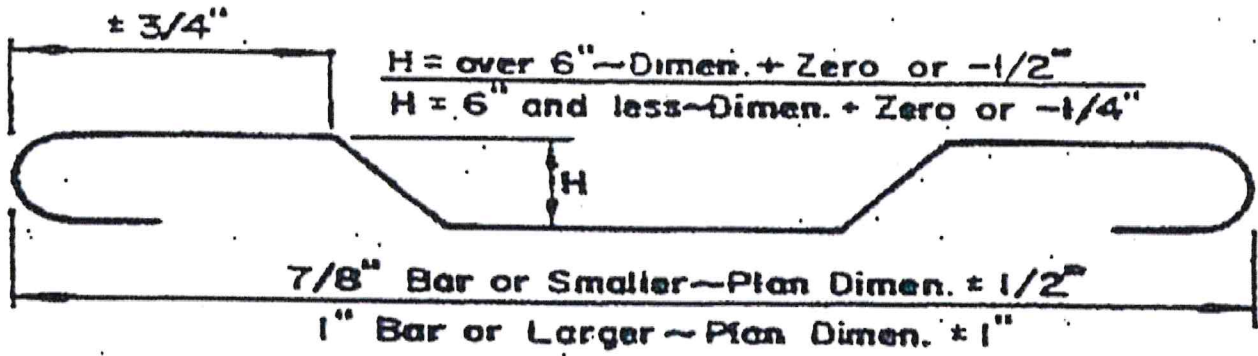 ± 3/4"
H = over 6"~Dimen. + Zero or -1/2"
H = 6" and less~Dimen. + Zero or -1/4"
H
7/8" Bar or Smaller~Plan Dimen. ± 1/2"
1" Bar or Larger ~ Plan Dimen. ± 1"